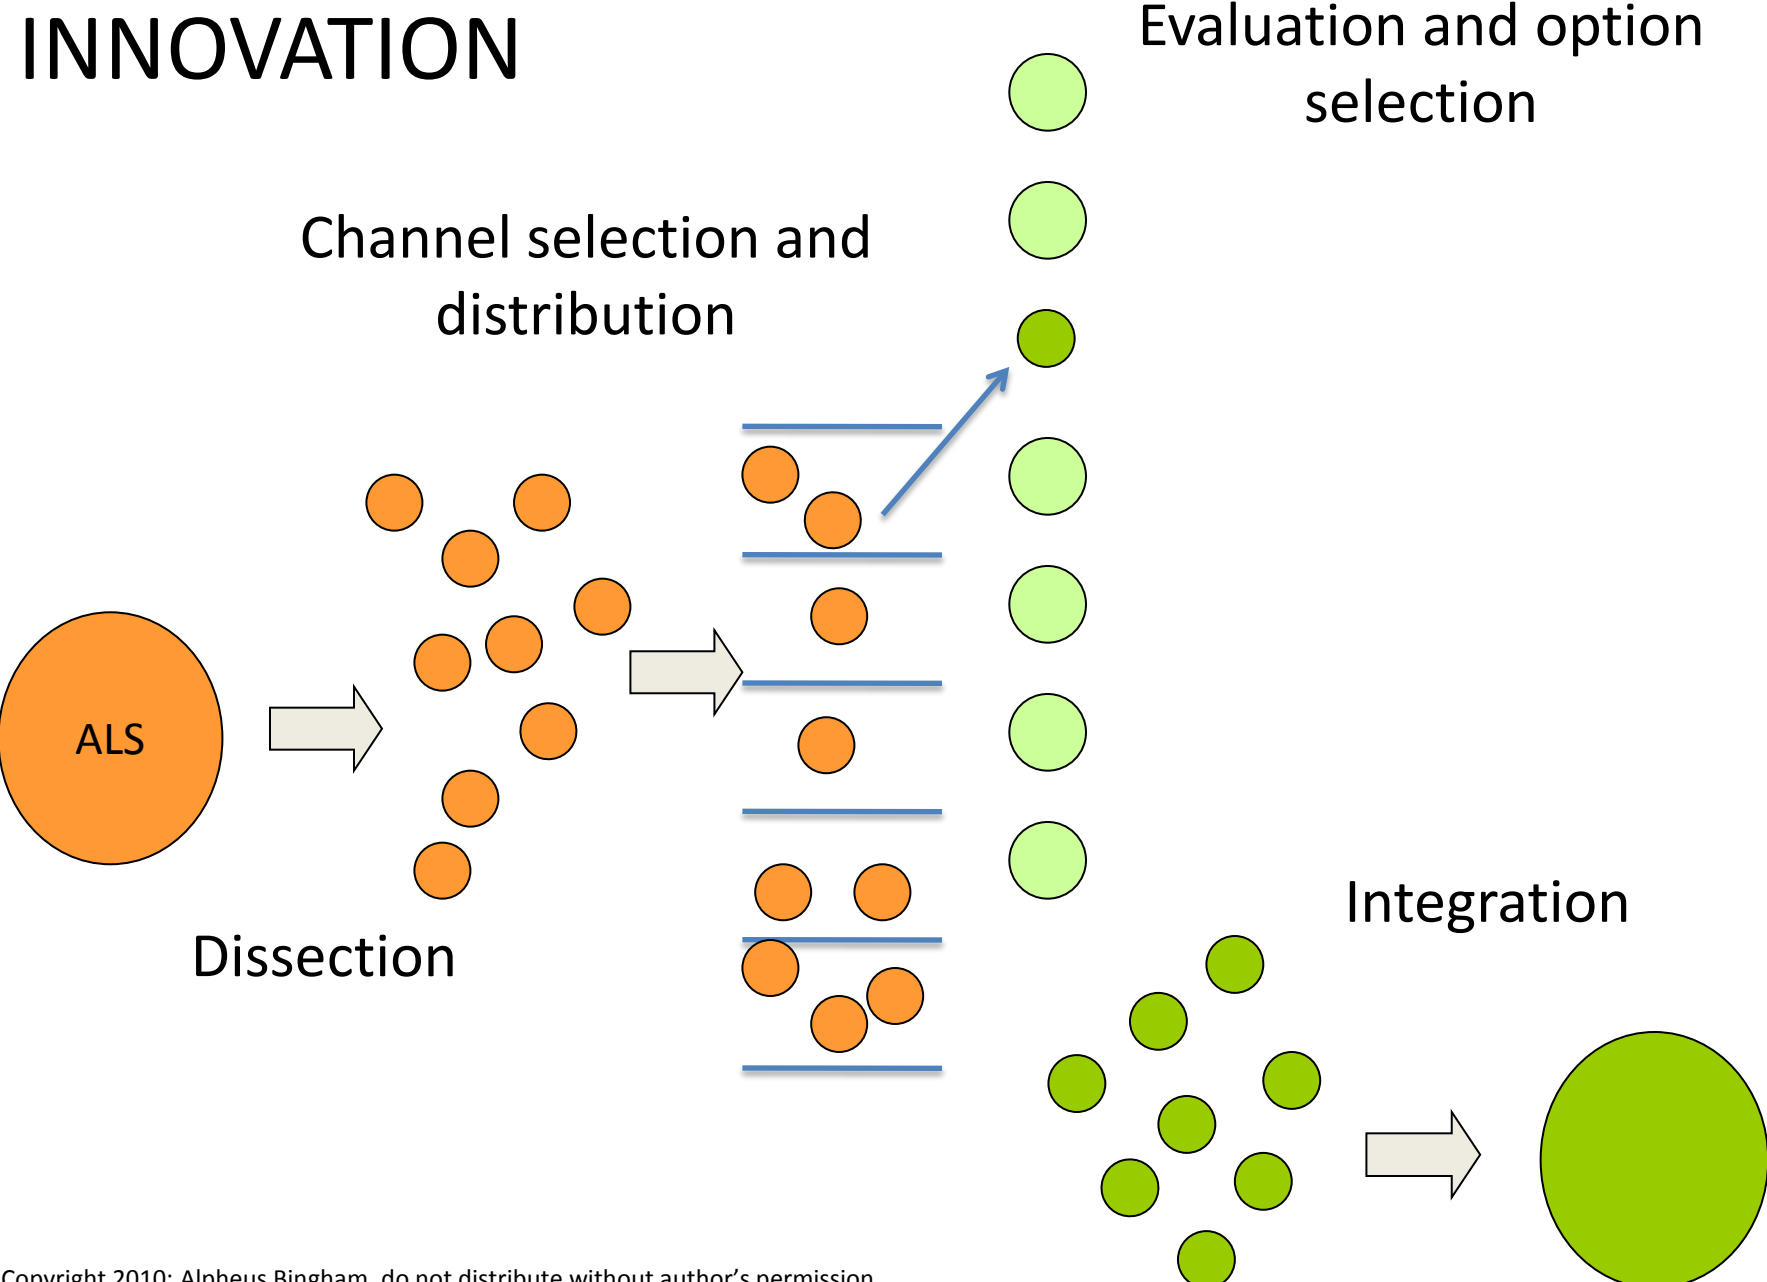 INNOVATION
Evaluation and option
selection
Channel selection and
distribution
ALS
Dissection
Integration
Copyright 2010: Alpheus Bingham, do not distribute without author's permission